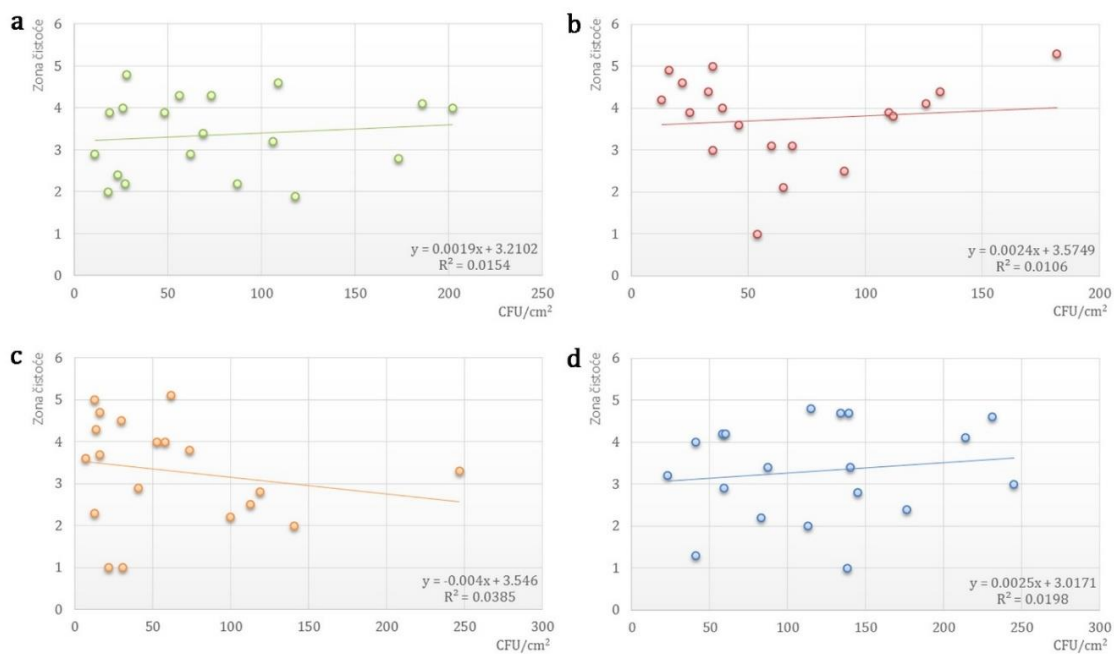 a
Zona čistoće
6
5
4
3
2
1
0
y = 0.0019x + 3.2102
R² = 0.0154
0 50 100 150 200 250
CFU/cm²
b
Zona čistoće
6
5
4
3
2
1
0
y = 0.0024x + 3.5749
R² = 0.0106
0 50 100 150 200
CFU/cm²
c
Zona čistoće
6
5
4
3
2
1
0
y = -0.004x + 3.546
R² = 0.0385
0 50 100 150 200 250 300
CFU/cm²
d
Zona čistoće
6
5
4
3
2
1
0
y = 0.0025x + 3.0171
R² = 0.0198
0 50 100 150 200 250 300
CFU/cm²